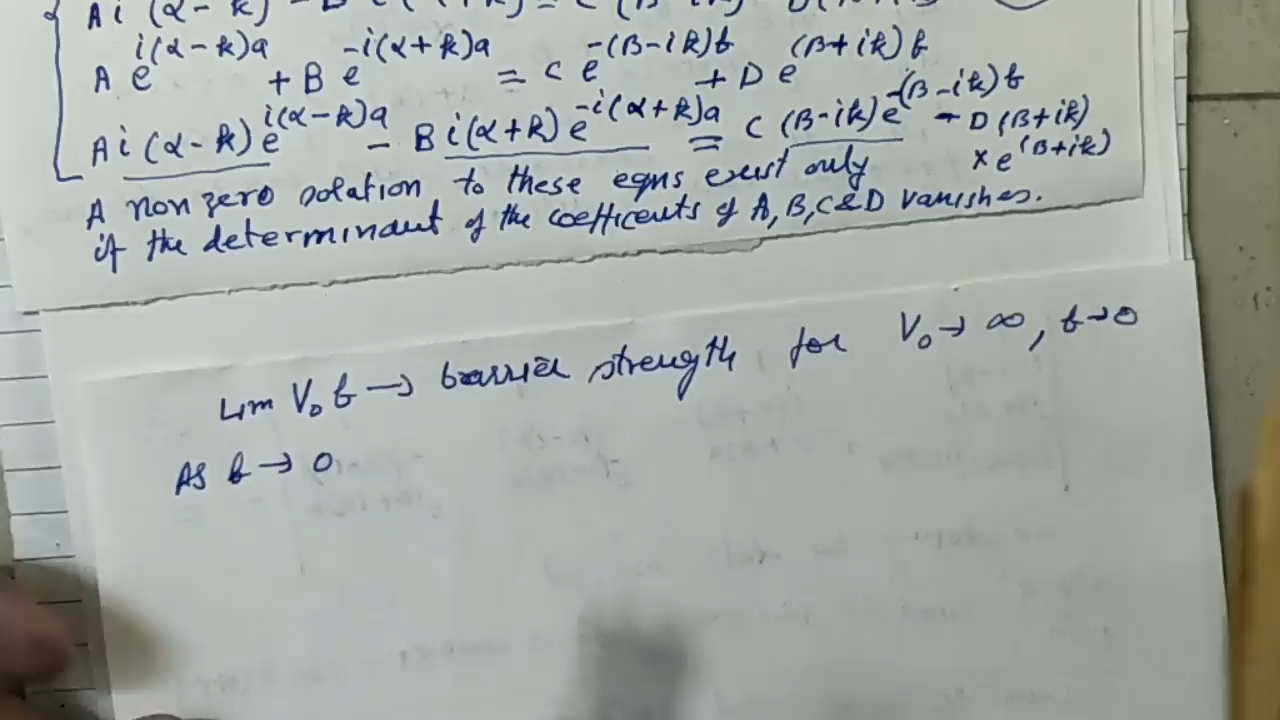 A i (α - k)
i(α-k)a -i(α+k)a -(β-ik)b (β+ik)b
A e + B e = C e + D e
A i (α-k) e^{i(α-k)a} - B i(α+k) e^{-i(α+k)a} = C (β-ik) e^{-(β-ik)b} - D (β+ik)
x e^{(β+ik)}
A non zero solution to these eqns exist only
if the determindent of the coefficents of A, B, C & D vanishes.
Lim V₀ b → barrier strength for V₀ → ∞, b → 0
As b → 0